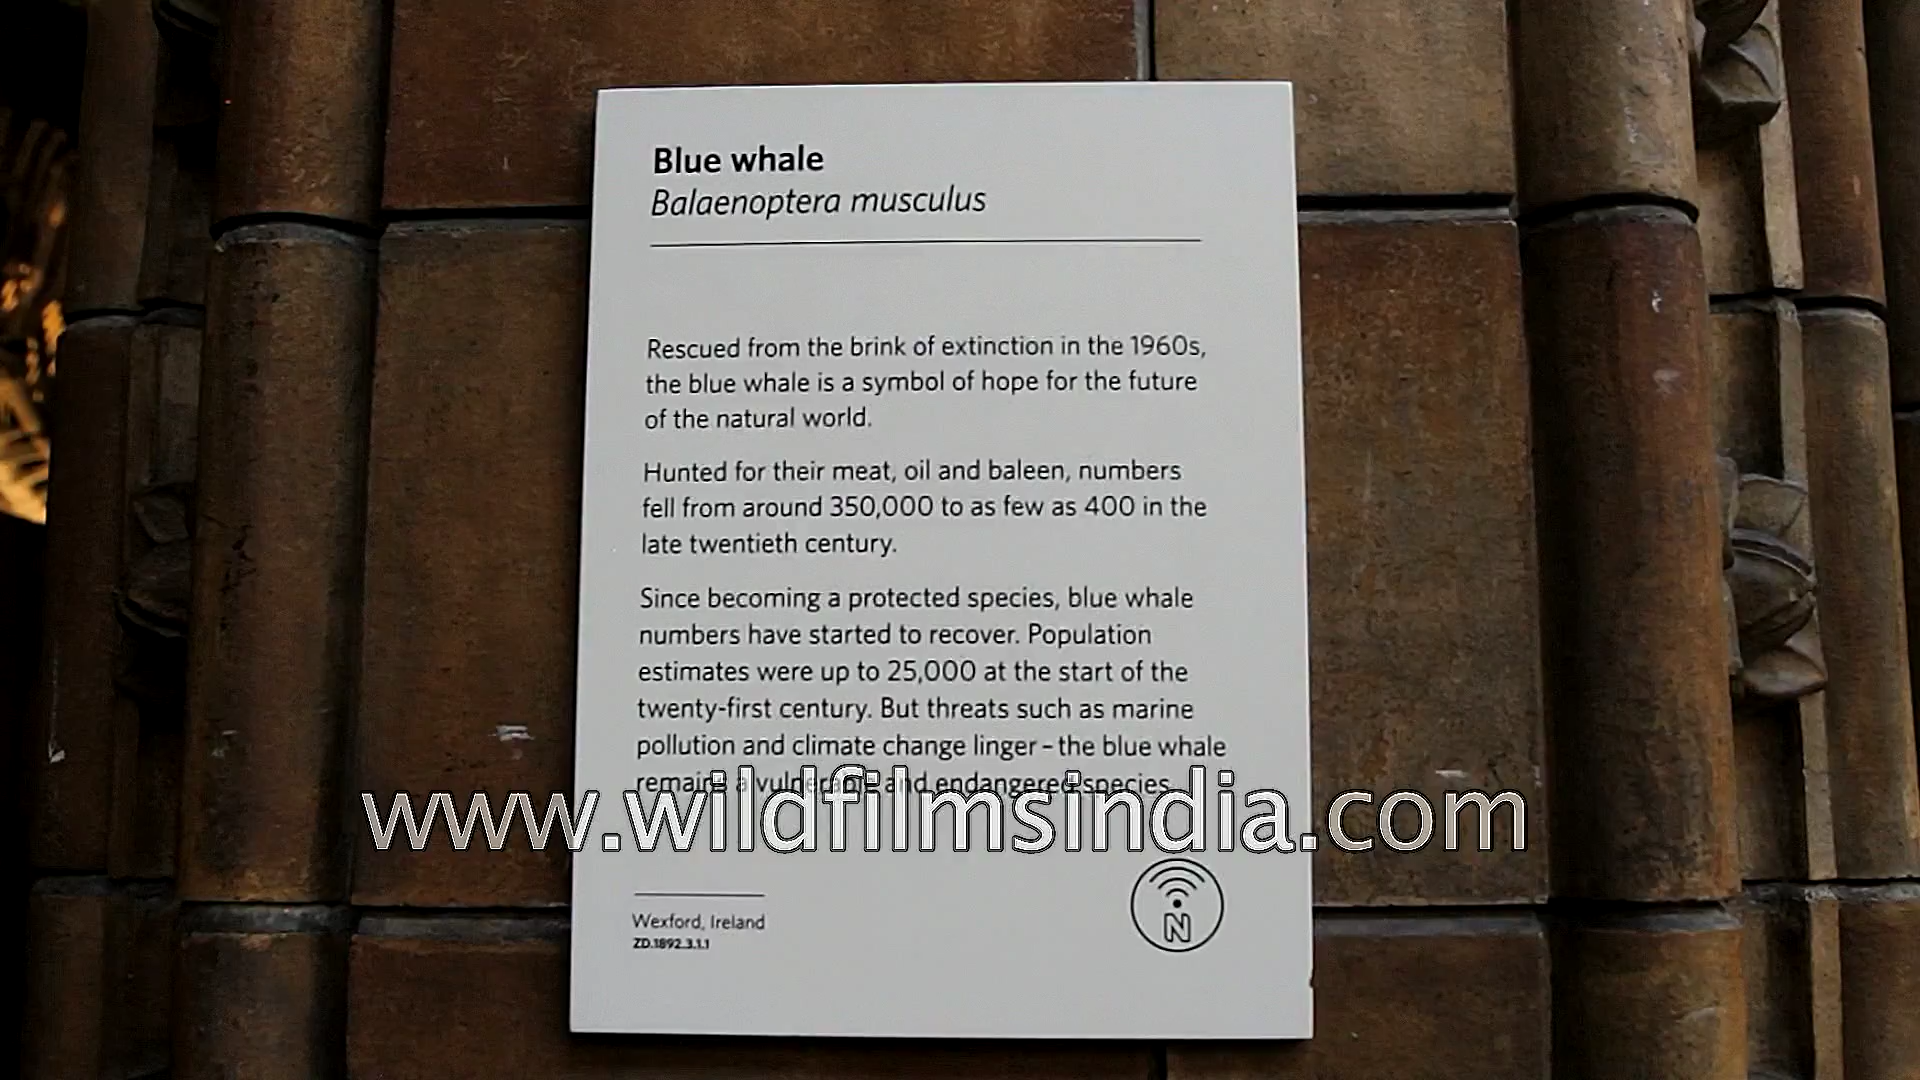 Blue whale
Balaenoptera musculus
Rescued from the brink of extinction in the 1960s,
the blue whale is a symbol of hope for the future
of the natural world.
Hunted for their meat, oil and baleen, numbers
fell from around 350,000 to as few as 400 in the
late twentieth century.
Since becoming a protected species, blue whale
numbers have started to recover. Population
estimates were up to 25,000 at the start of the
twenty-first century. But threats such as marine
pollution and climate change linger – the blue whale
remains a vulnerable and endangered species.
www.wildfilmsindia.com
Wexford, Ireland
ZD.1892.3.1.1
N